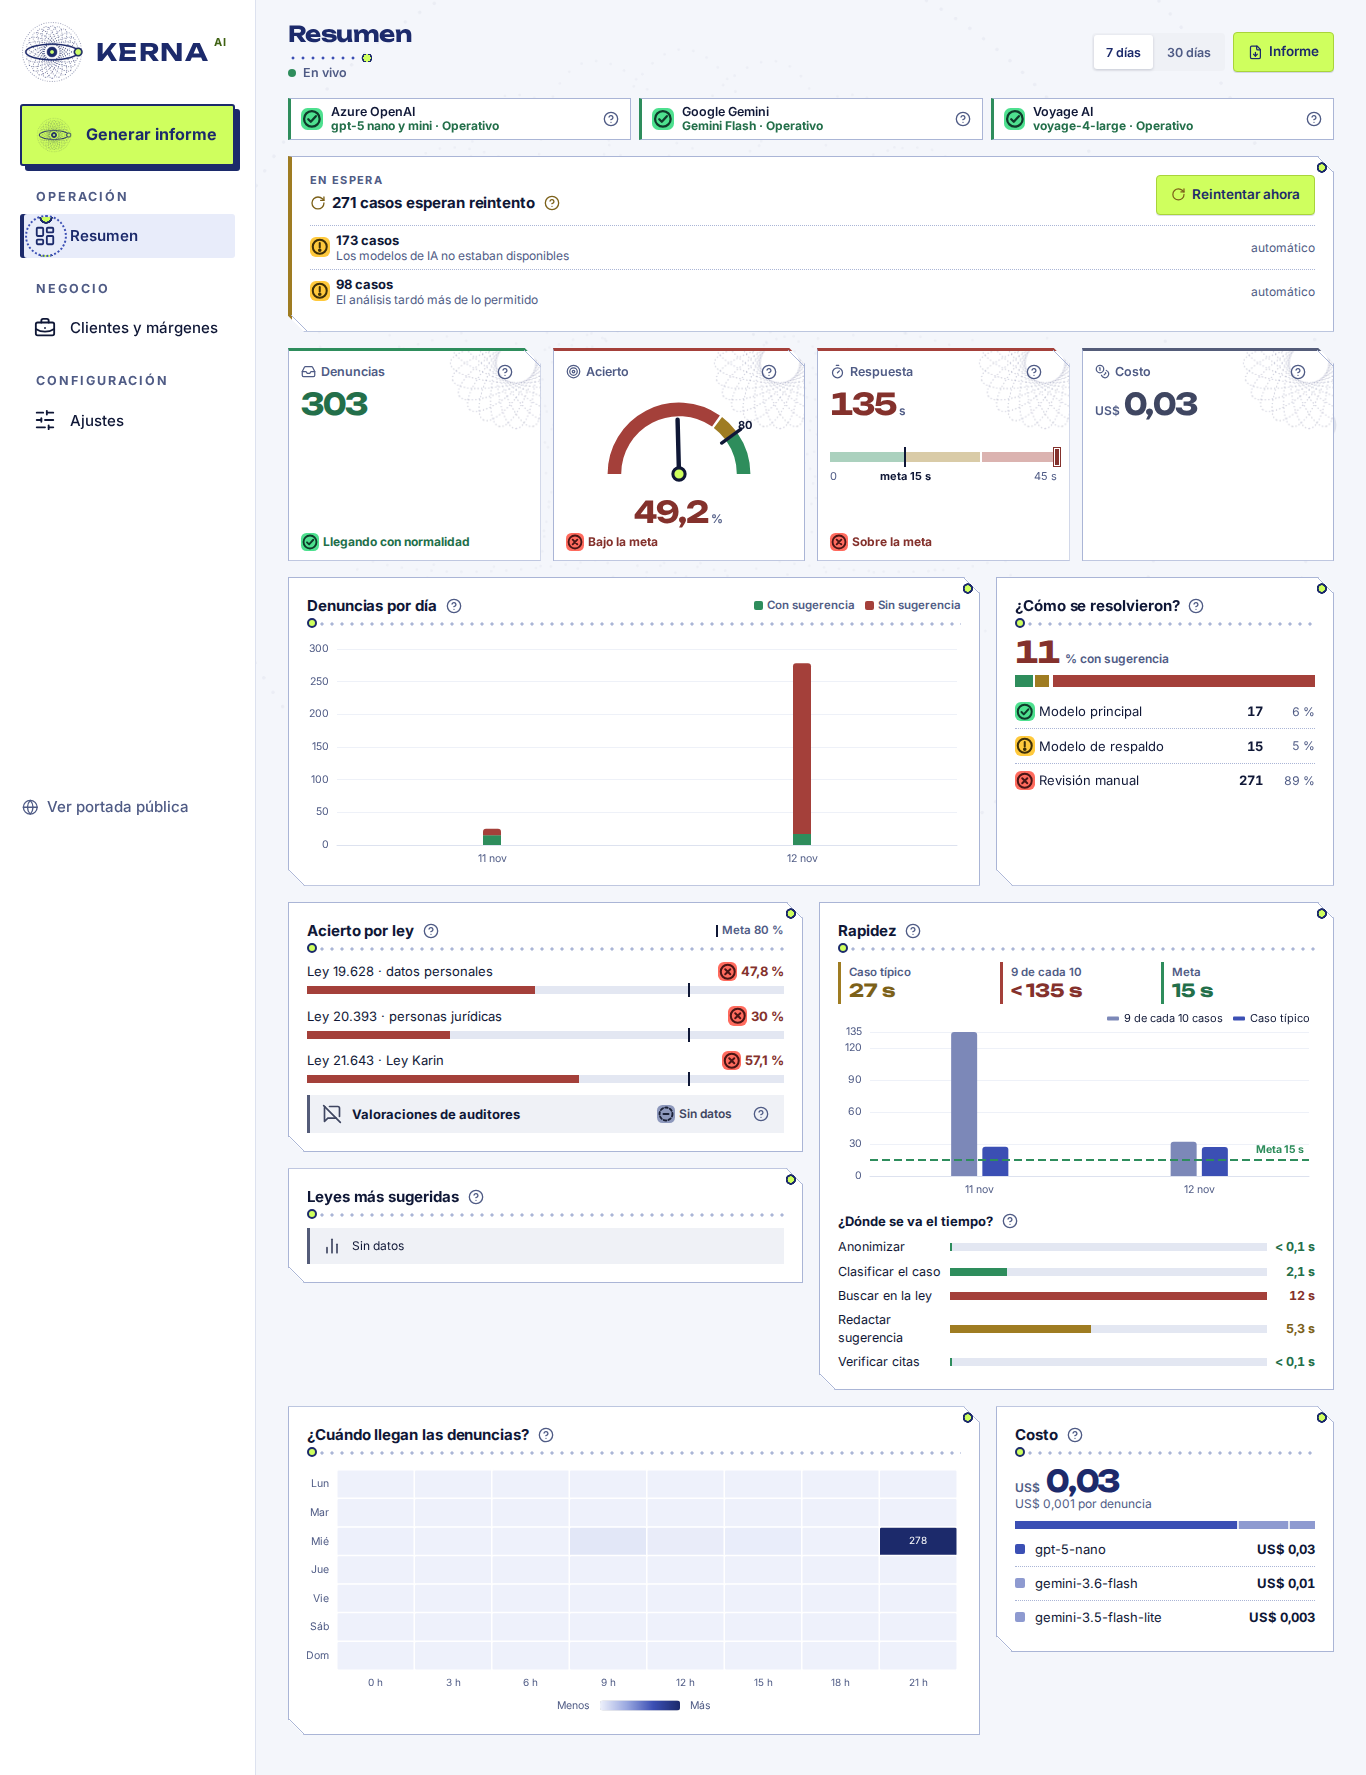 KERNA AI
Generar informe
OPERACIÓN
Resumen
NEGOCIO
Clientes y márgenes
CONFIGURACIÓN
Ajustes
Ver portada pública
Resumen
En vivo
7 días
30 días
Informe
Azure OpenAI
gpt-5 nano y mini · Operativo
Google Gemini
Gemini Flash · Operativo
Voyage AI
voyage-4-large · Operativo
EN ESPERA
271 casos esperan reintento
Reintentar ahora
173 casos
Los modelos de IA no estaban disponibles
automático
98 casos
El análisis tardó más de lo permitido
automático
Denuncias
303
Llegando con normalidad
Acierto
80
49,2 %
Bajo la meta
Respuesta
135 s
0
meta 15 s
45 s
Sobre la meta
Costo
US$ 0,03
Denuncias por día
Con sugerencia
Sin sugerencia
300
250
200
150
100
50
0
11 nov
12 nov
¿Cómo se resolvieron?
11 % con sugerencia
Modelo principal 17 6 %
Modelo de respaldo 15 5 %
Revisión manual 271 89 %
Acierto por ley
Meta 80 %
Ley 19.628 · datos personales 47,8 %
Ley 20.393 · personas jurídicas 30 %
Ley 21.643 · Ley Karin 57,1 %
Valoraciones de auditores Sin datos
Leyes más sugeridas
Sin datos
Rapidez
Caso típico
27 s
9 de cada 10
< 135 s
Meta
15 s
9 de cada 10 casos
Caso típico
135
120
90
60
30
0
Meta 15 s
11 nov
12 nov
¿Dónde se va el tiempo?
Anonimizar < 0,1 s
Clasificar el caso 2,1 s
Buscar en la ley 12 s
Redactar
sugerencia 5,3 s
Verificar citas < 0,1 s
¿Cuándo llegan las denuncias?
Lun
Mar
Mié
278
Jue
Vie
Sáb
Dom
0 h
3 h
6 h
9 h
12 h
15 h
18 h
21 h
Menos
Más
Costo
US$ 0,03
US$ 0,001 por denuncia
gpt-5-nano US$ 0,03
gemini-3.6-flash US$ 0,01
gemini-3.5-flash-lite US$ 0,003